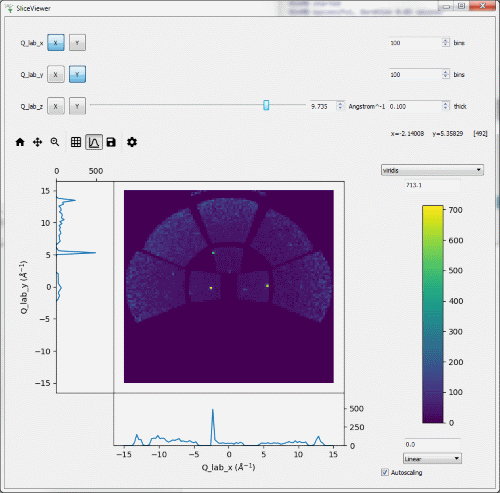 SliceViewer
Q_lab_x X Y 100 bins
Q_lab_y X Y 100 bins
Q_lab_z X Y 9.735 Angstrom^-1 0.100 thick
x=-2.14008 y=5.35829 [492]
viridis
713.1
0 500
15
10
5
0
−5
−10
−15
Q_lab_y (Å⁻¹)
700
600
500
400
300
200
100
0
500
250
0
−15 −10 −5 0 5 10 15
Q_lab_x (Å⁻¹)
0.0
Linear
Autoscaling